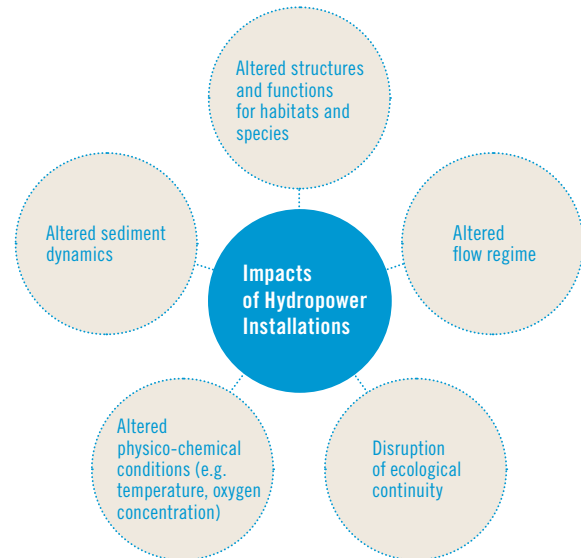 Altered structures
and functions
for habitats and
species
Altered sediment
dynamics
Altered
flow regime
Impacts
of Hydropower
Installations
Altered
physico-chemical
conditions (e.g.
temperature, oxygen
concentration)
Disruption
of ecological
continuity